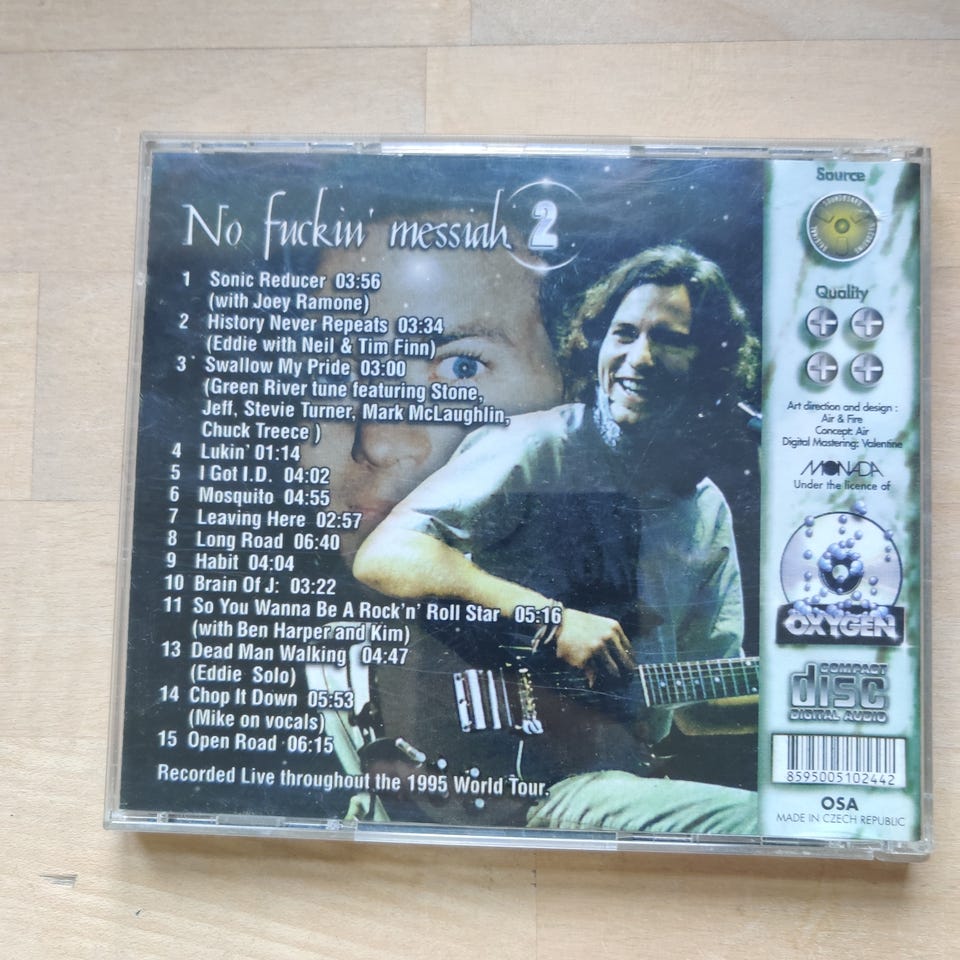 No fuckin' messiah 2
1 Sonic Reducer 03:56
(with Joey Ramone)
2 History Never Repeats 03:34
(Eddie with Neil & Tim Finn)
3 Swallow My Pride 03:00
(Green River tune featuring Stone,
Jeff, Stevie Turner, Mark McLaughlin,
Chuck Treece )
4 Lukin' 01:14
5 I Got I.D. 04:02
6 Mosquito 04:55
7 Leaving Here 02:57
8 Long Road 06:40
9 Habit 04:04
10 Brain Of J: 03:22
11 So You Wanna Be A Rock'n' Roll Star 05:16
(with Ben Harper and Kim)
13 Dead Man Walking 04:47
(Eddie Solo)
14 Chop It Down 05:53
(Mike on vocals)
15 Open Road 06:15
Recorded Live throughout the 1995 World Tour.
Source
SOUNDBOARD
Quality
Art direction and design :
Air & Fire
Concept: Air
Digital Mastering: Valentine
MONADA
Under the licence of
OXYGEN
COMPACT
disc
DIGITAL AUDIO
8595005102442
OSA
MADE IN CZECH REPUBLIC